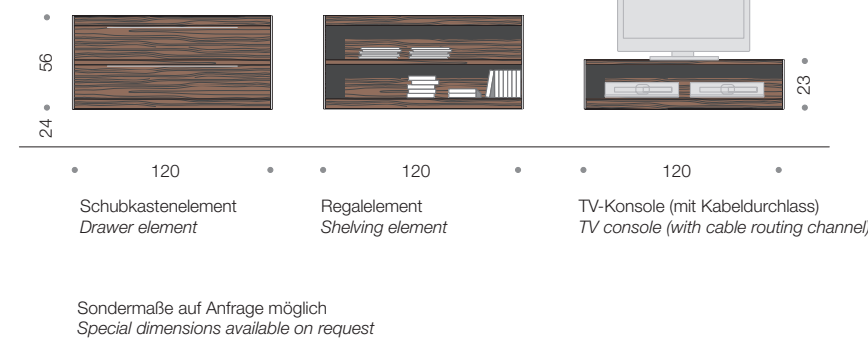 56
23
24
120 120 120
Schubkastenelement Regalelement TV-Konsole (mit Kabeldurchlass)
Drawer element Shelving element TV console (with cable routing channel)
Sondermaße auf Anfrage möglich
Special dimensions available on request